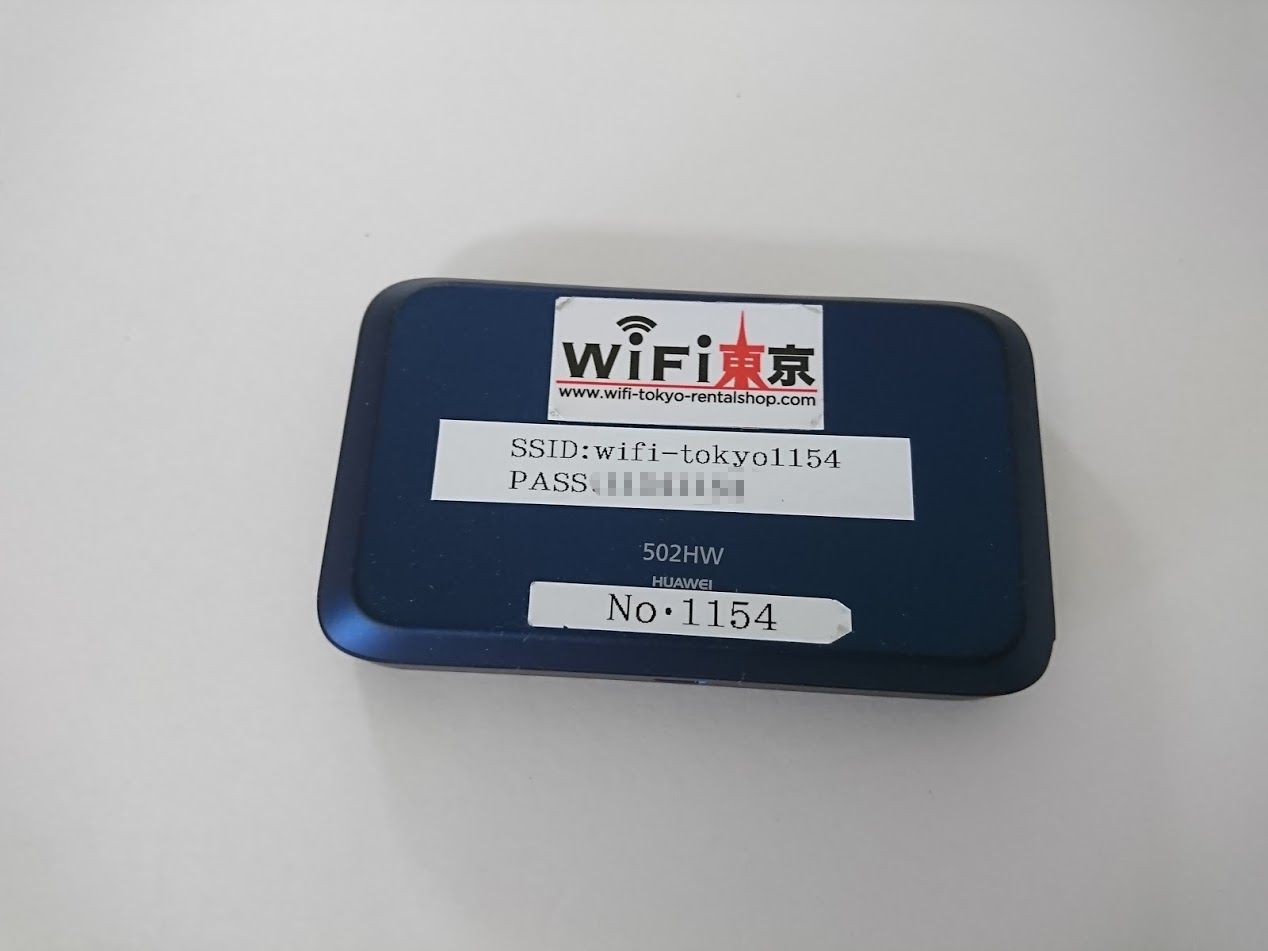 WiFi東京
www.wifi-tokyo-rentalshop.com
SSID:wifi-tokyo1154
PASS
502HW
HUAWEI
No·1154